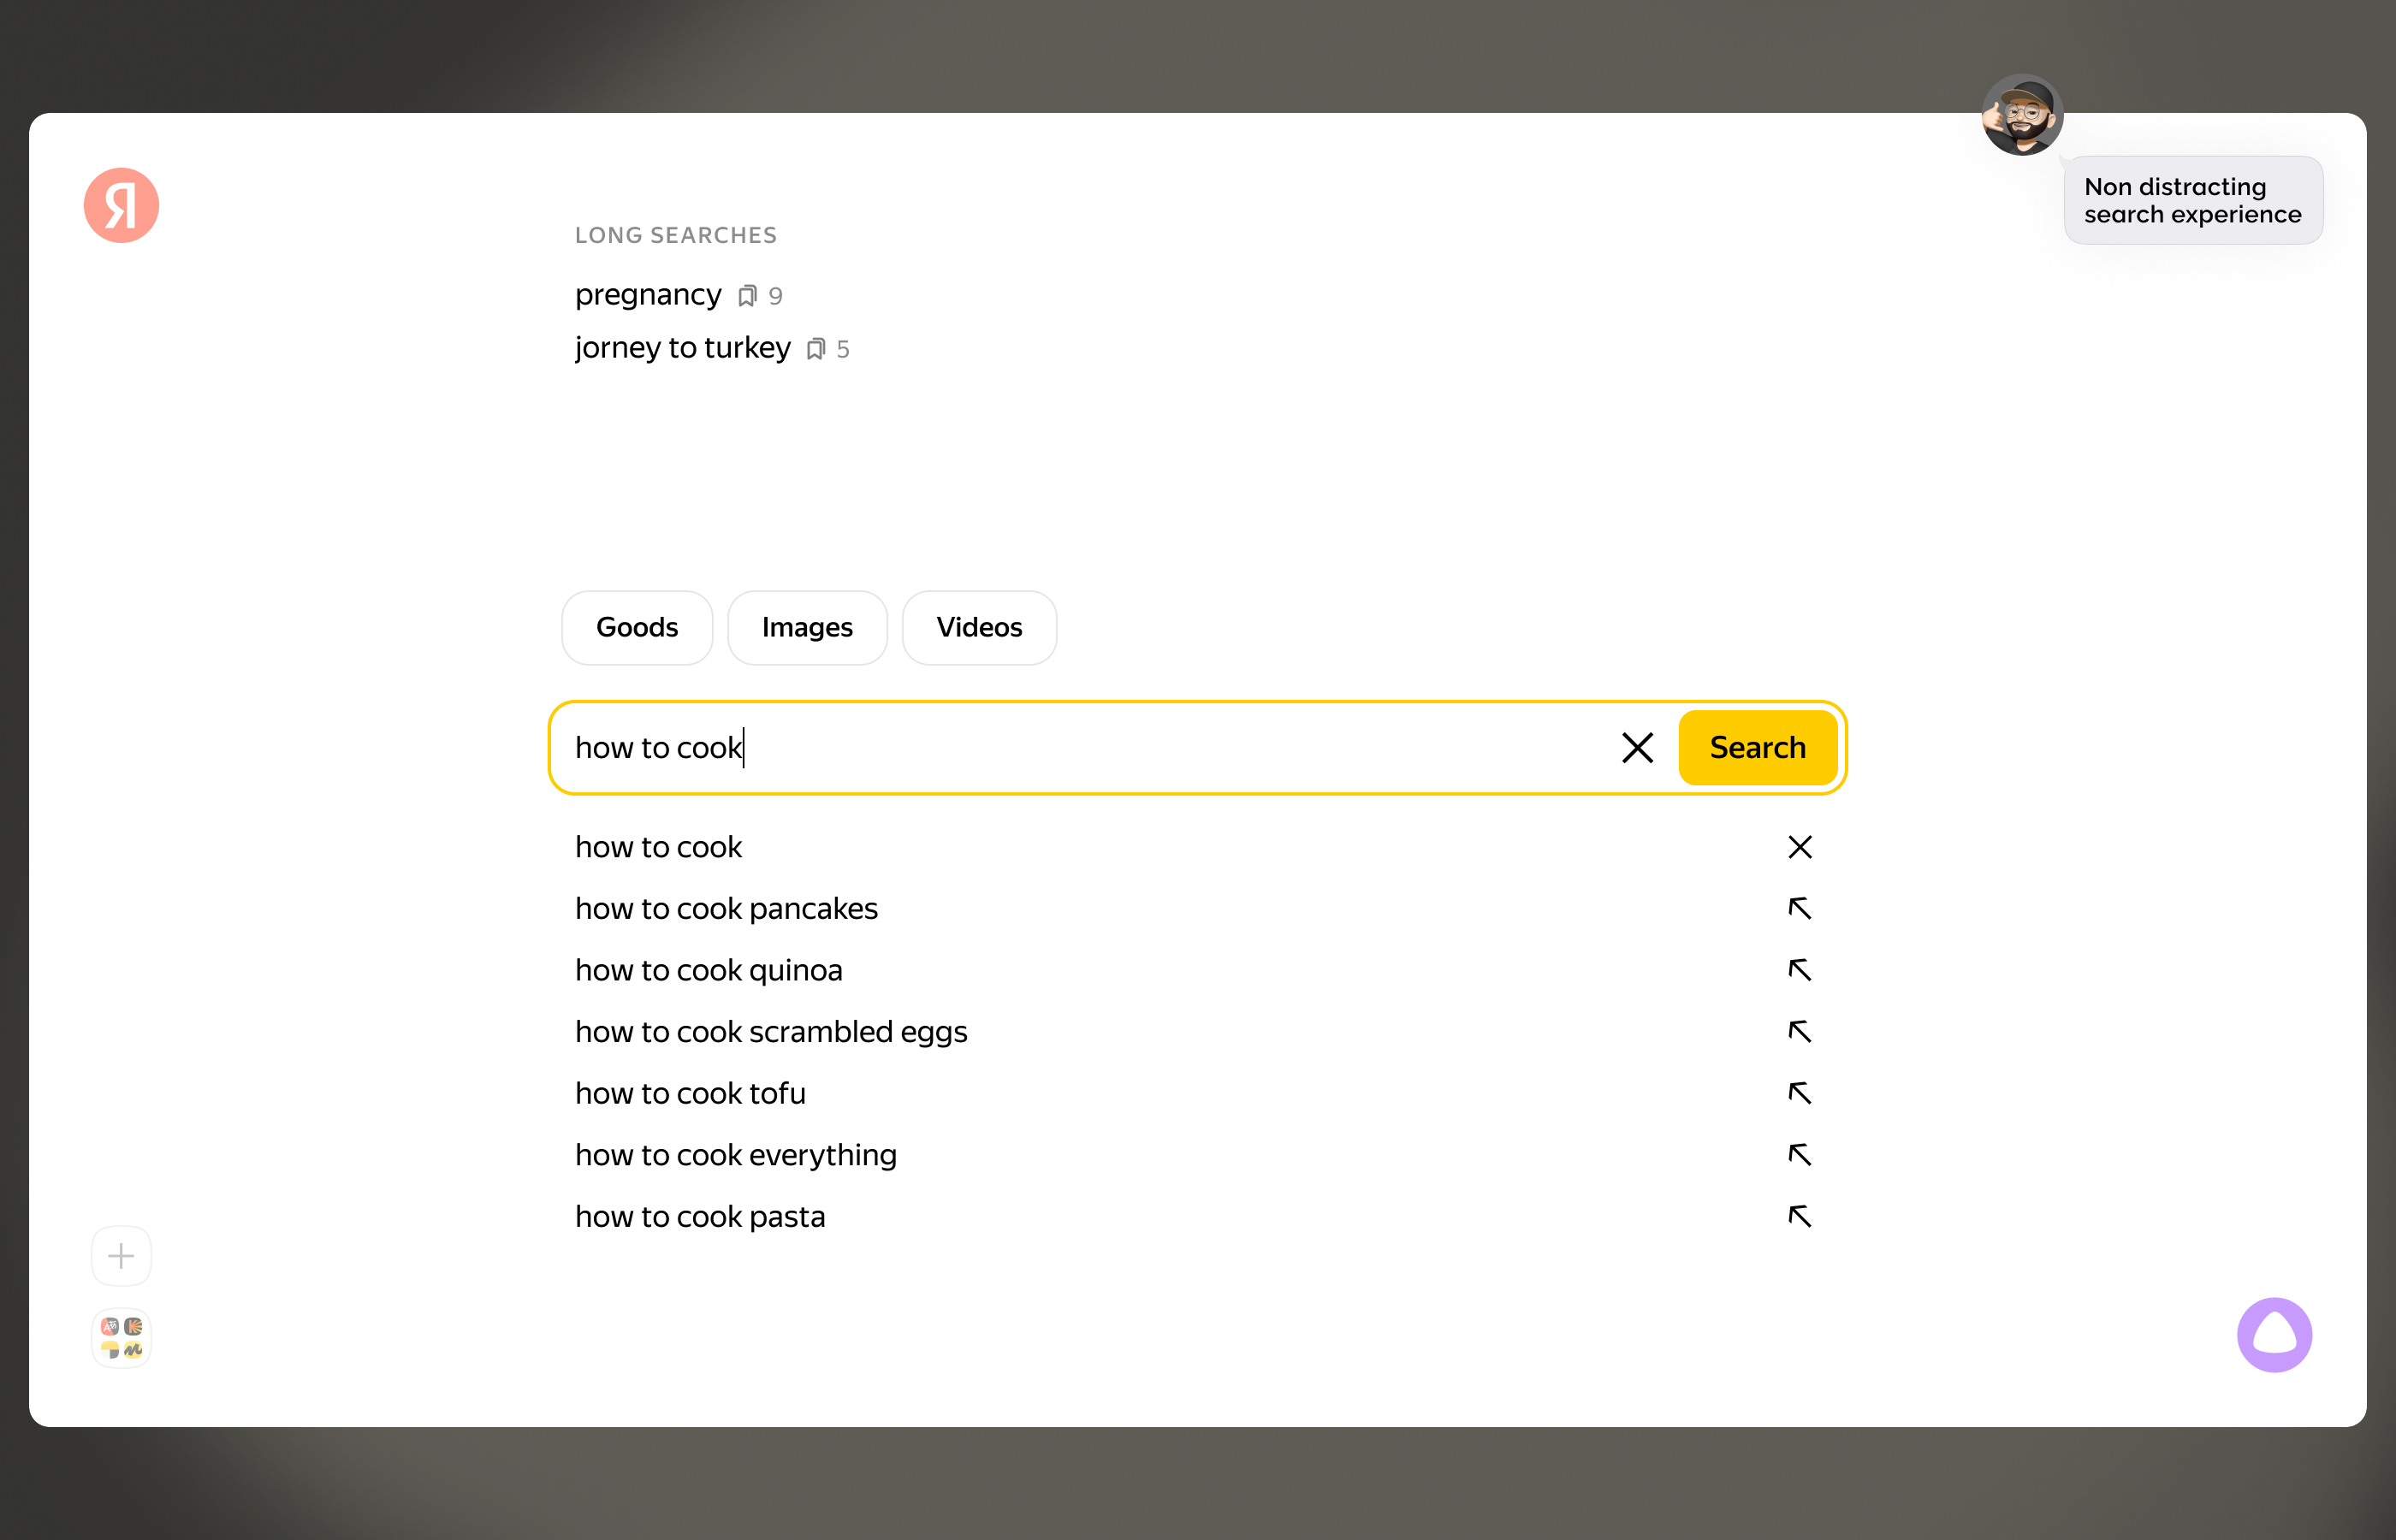 Я
Non distracting
search experience
LONG SEARCHES
pregnancy 9
jorney to turkey 5
Goods Images Videos
how to cook Search
how to cook
how to cook pancakes
how to cook quinoa
how to cook scrambled eggs
how to cook tofu
how to cook everything
how to cook pasta